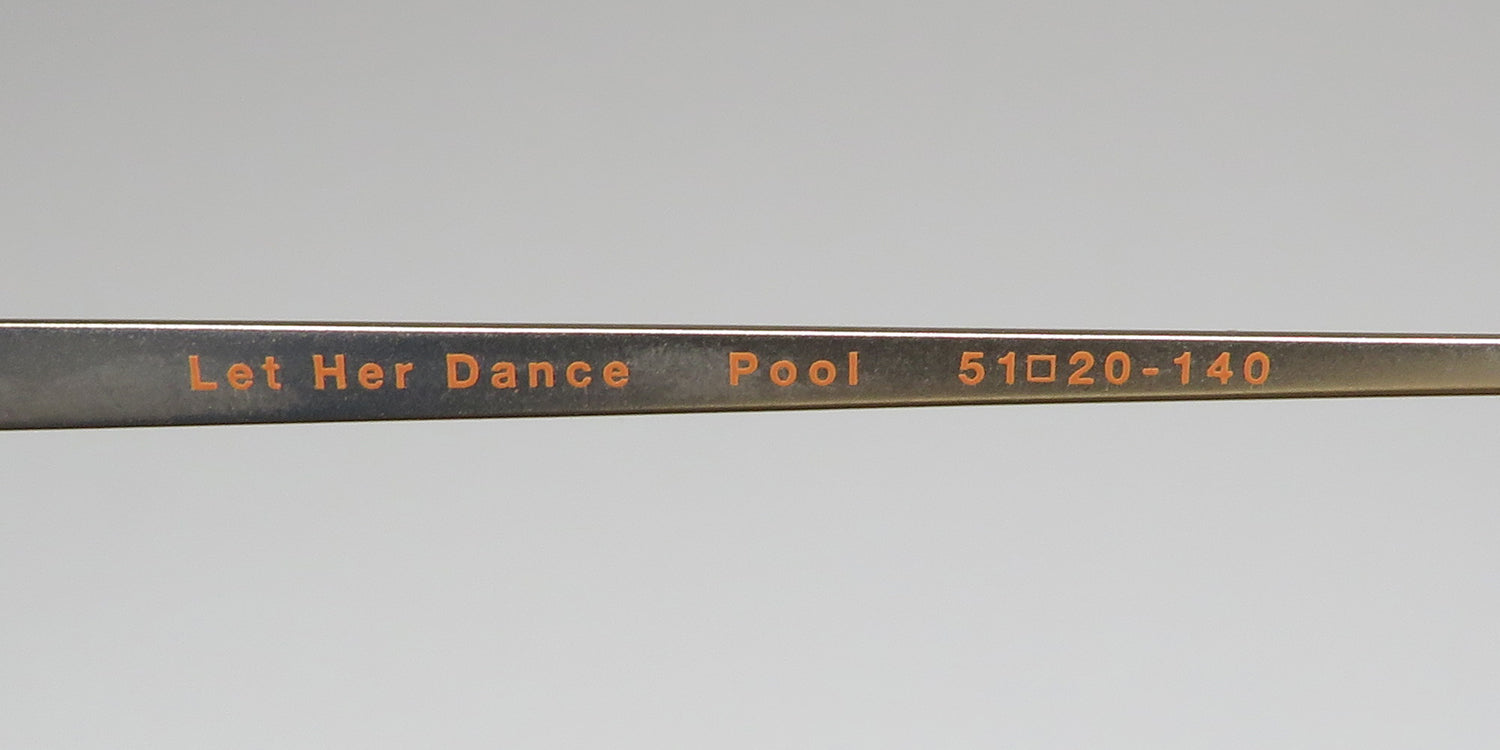 Let Her Dance Pool 51□20-140